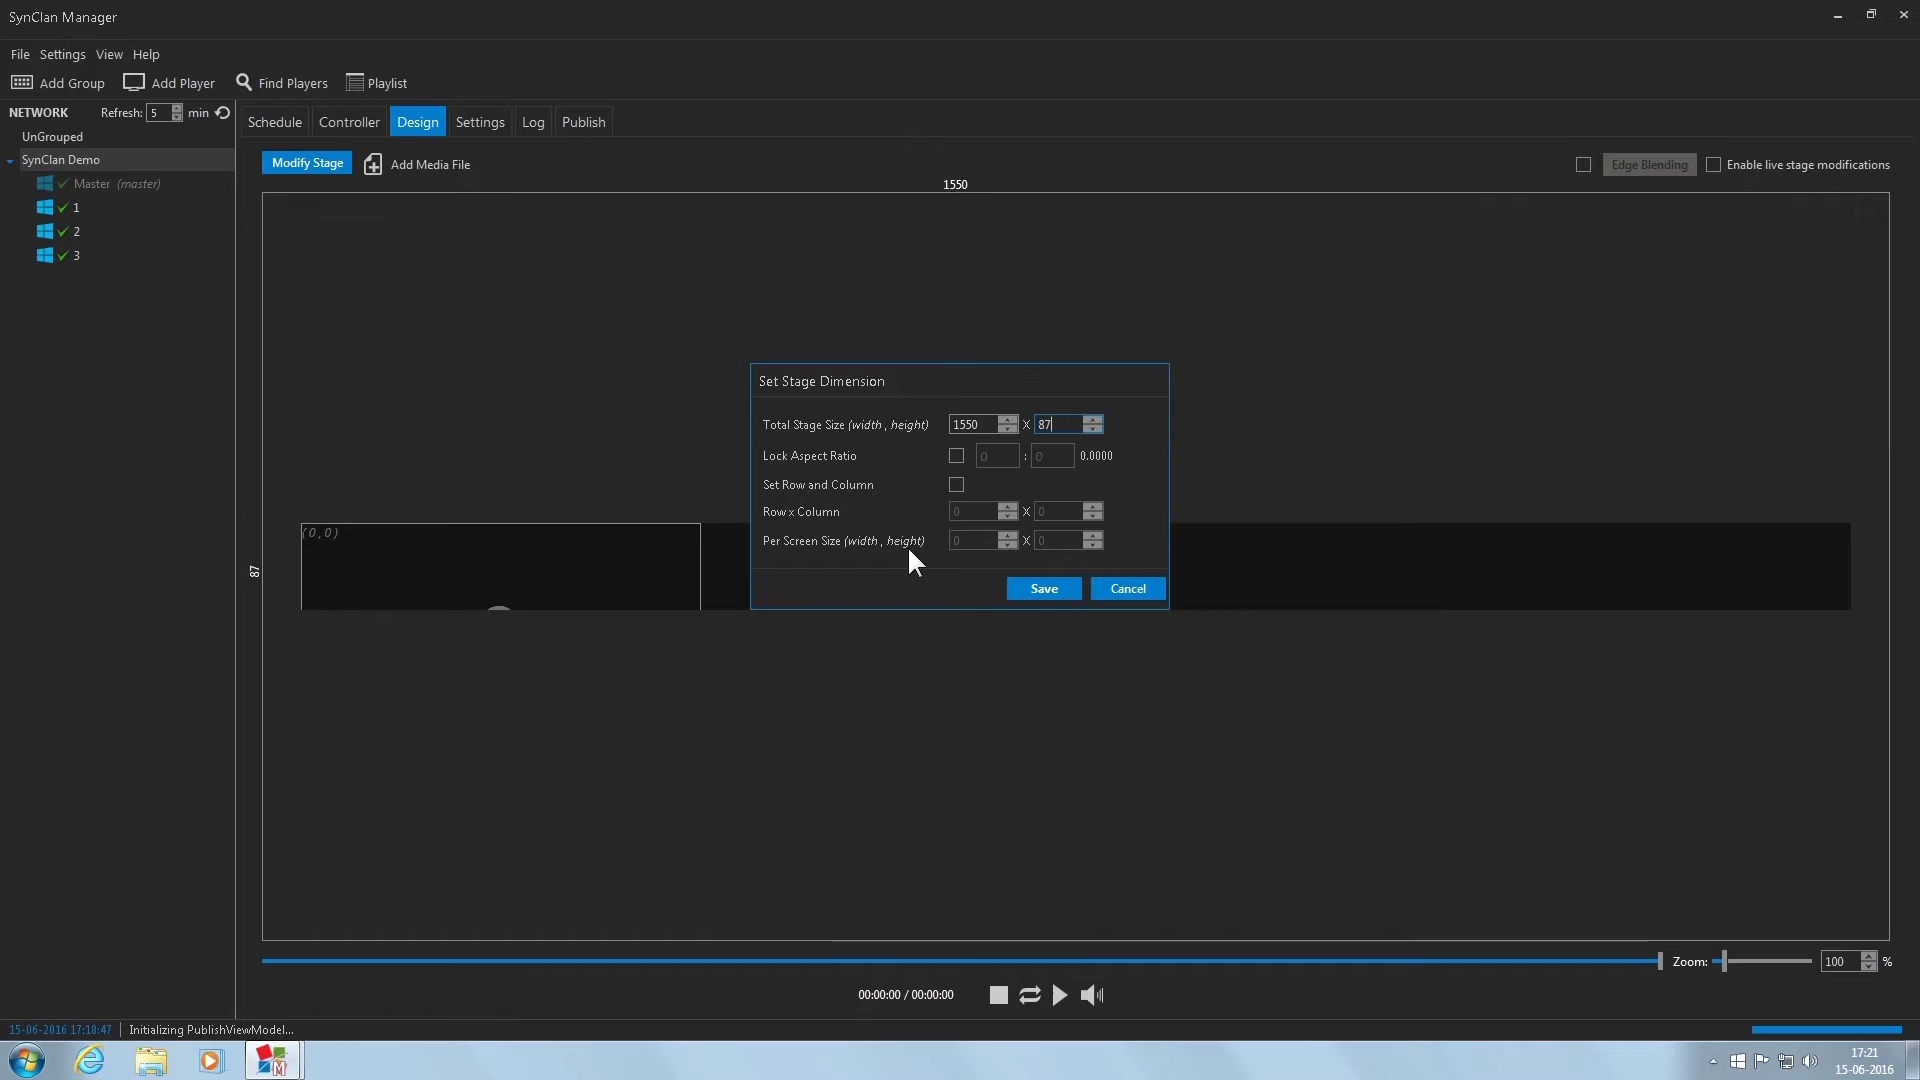 SynClan Manager
File Settings View Help
Add Group Add Player Find Players Playlist
NETWORK Refresh: 5 min
UnGrouped
SynClan Demo
Master (master)
1
2
3
Schedule Controller Design Settings Log Publish
Modify Stage Add Media File Edge Blending Enable live stage modifications
1550
87
(0,0)
Set Stage Dimension
Total Stage Size (width , height) 1550 X 87
Lock Aspect Ratio 0 : 0 0.0000
Set Row and Column
Row x Column 0 X 0
Per Screen Size (width , height) 0 X 0
Save Cancel
Zoom: 100 %
00:00:00 / 00:00:00
15-06-2016 17:18:47 Initializing PublishViewModel...
M
17:21
15-06-2016